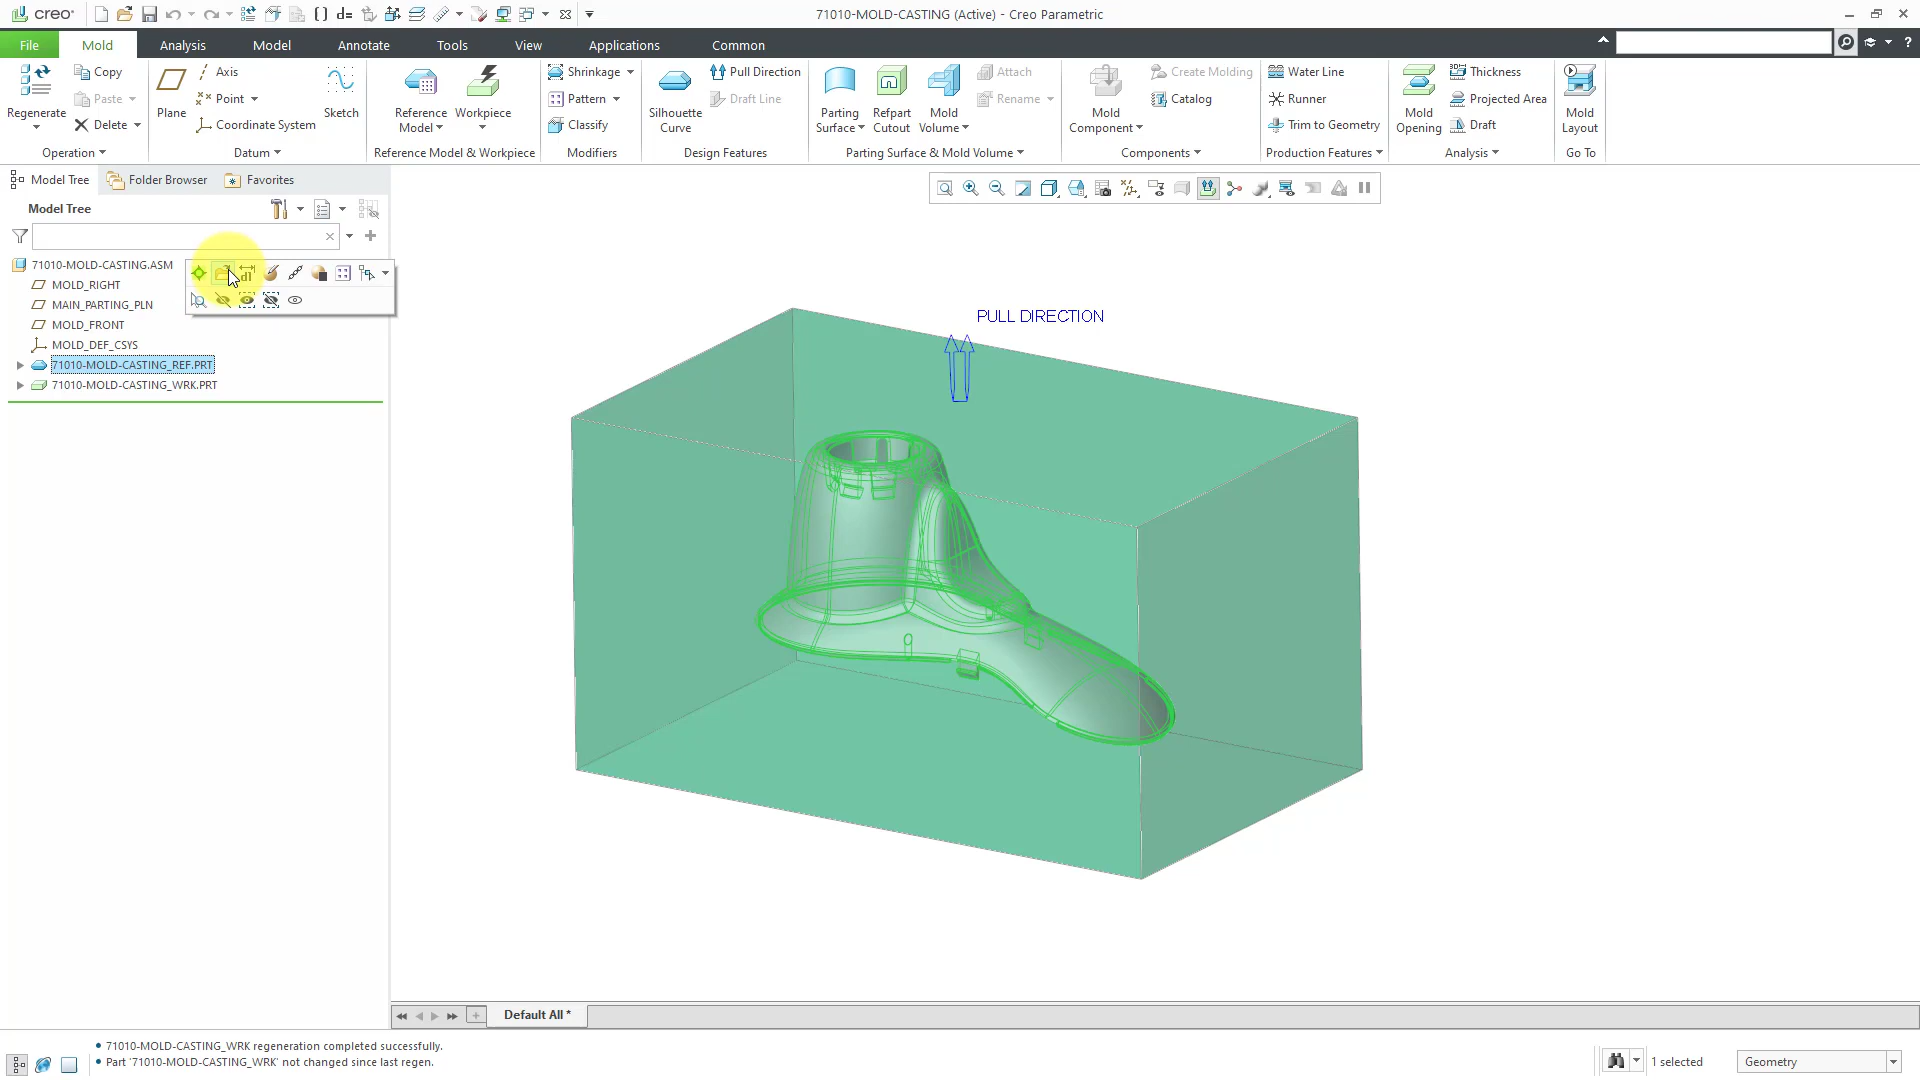 creo
71010-MOLD-CASTING (Active) - Creo Parametric
File
Mold
Analysis
Model
Annotate
Tools
View
Applications
Common
Regenerate
Copy
Paste
Delete
Operation
Plane
Axis
Point
Coordinate System
Sketch
Datum
Reference
Model
Workpiece
Reference Model & Workpiece
Shrinkage
Pattern
Classify
Modifiers
Silhouette
Curve
Pull Direction
Draft Line
Design Features
Parting
Surface
Refpart
Cutout
Mold
Volume
Attach
Rename
Parting Surface & Mold Volume
Mold
Component
Create Molding
Catalog
Components
Water Line
Runner
Trim to Geometry
Production Features
Mold
Opening
Thickness
Projected Area
Draft
Analysis
Mold
Layout
Go To
Model Tree
Folder Browser
Favorites
Model Tree
71010-MOLD-CASTING.ASM
MOLD_RIGHT
MAIN_PARTING_PLN
MOLD_FRONT
MOLD_DEF_CSYS
71010-MOLD-CASTING_REF.PRT
71010-MOLD-CASTING_WRK.PRT
PULL DIRECTION
Default All *
• 71010-MOLD-CASTING_WRK regeneration completed successfully.
• Part '71010-MOLD-CASTING_WRK' not changed since last regen.
1 selected
Geometry